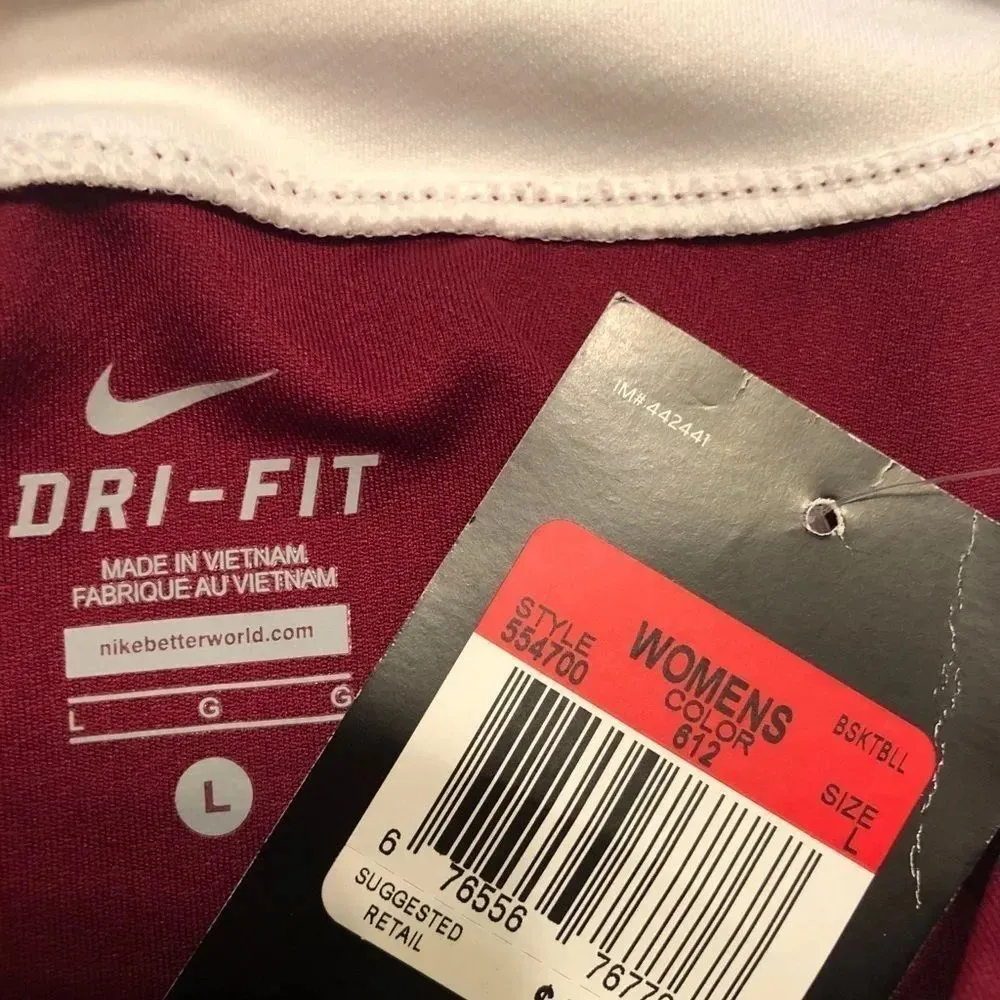 DRI-FIT
MADE IN VIETNAM
FABRIQUE AU VIETNAM
nikebetterworld.com
L G G
L
IM# 442441
STYLE
554700
WOMENS
COLOR
612
BSKTBLL
SIZE
L
6 76556
SUGGESTED
RETAIL
$